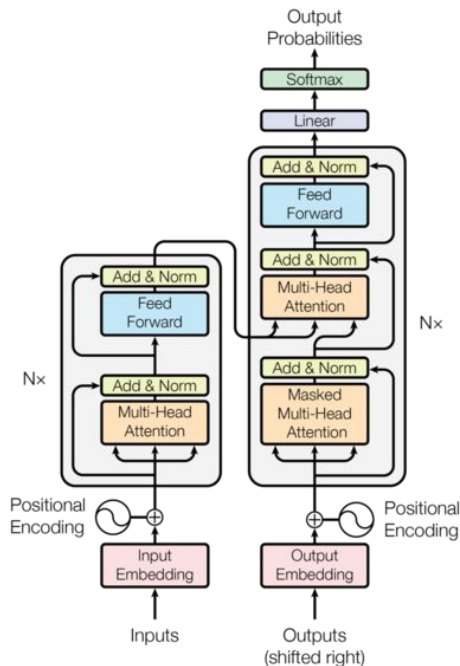 Output
Probabilities
Softmax
Linear
Add & Norm
Feed
Forward
Add & Norm
Multi-Head
Attention
Add & Norm
Masked
Multi-Head
Attention
Nx
Positional
Encoding
Output
Embedding
Outputs
(shifted right)
Add & Norm
Feed
Forward
Add & Norm
Multi-Head
Attention
Nx
Positional
Encoding
Input
Embedding
Inputs